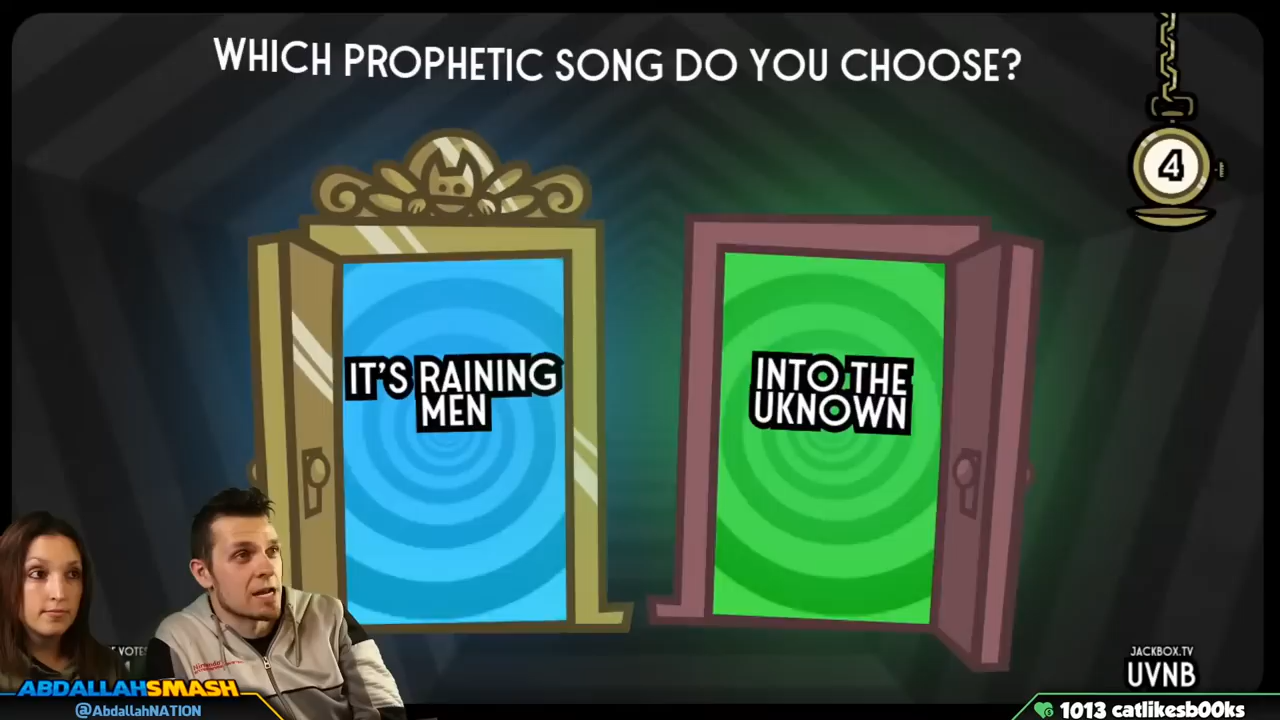 WHICH PROPHETIC SONG DO YOU CHOOSE?
4
IT'S RAINING
MEN
INTO THE
UKNOWN
JACKBOX.TV
UVNB
ABDALLAHSMASH
@AbdallahNATION
1013 catlikesb00ks